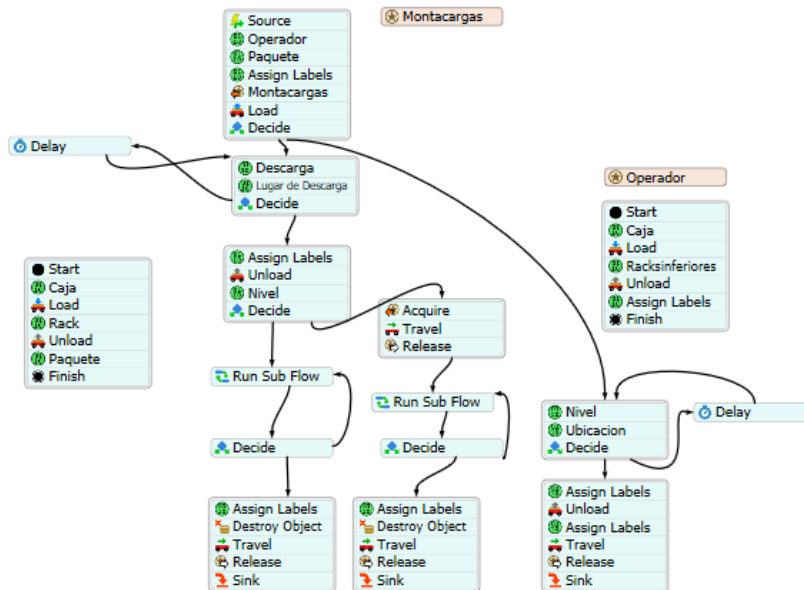 Source
Operador
Paquete
Assign Labels
Montacargas
Load
Decide
Montacargas
Delay
Descarga
Lugar de Descarga
Decide
Operador
Start
Caja
Load
Racksinferiores
Unload
Assign Labels
Finish
Start
Caja
Load
Rack
Unload
Paquete
Finish
Assign Labels
Unload
Nivel
Decide
Acquire
Travel
Release
Run Sub Flow
Decide
Run Sub Flow
Decide
Nivel
Ubicacion
Decide
Delay
Assign Labels
Destroy Object
Travel
Release
Sink
Assign Labels
Destroy Object
Travel
Release
Sink
Assign Labels
Unload
Assign Labels
Travel
Release
Sink